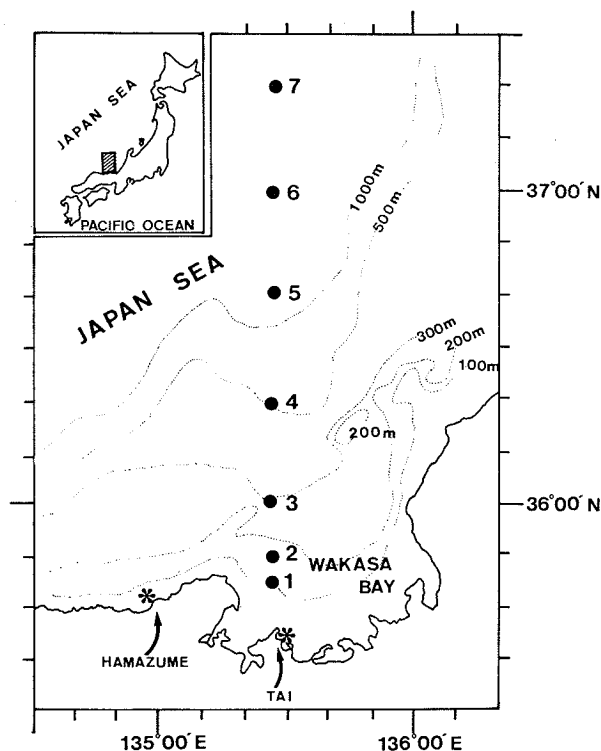 JAPAN SEA
PACIFIC OCEAN
7
1000m
6
37°00′N
500m
JAPAN SEA
5
300m
200m
100m
4
200m
3
36°00′N
2
WAKASA
BAY
1
*
*
HAMAZUME
TAI
135°00′E
136°00′E